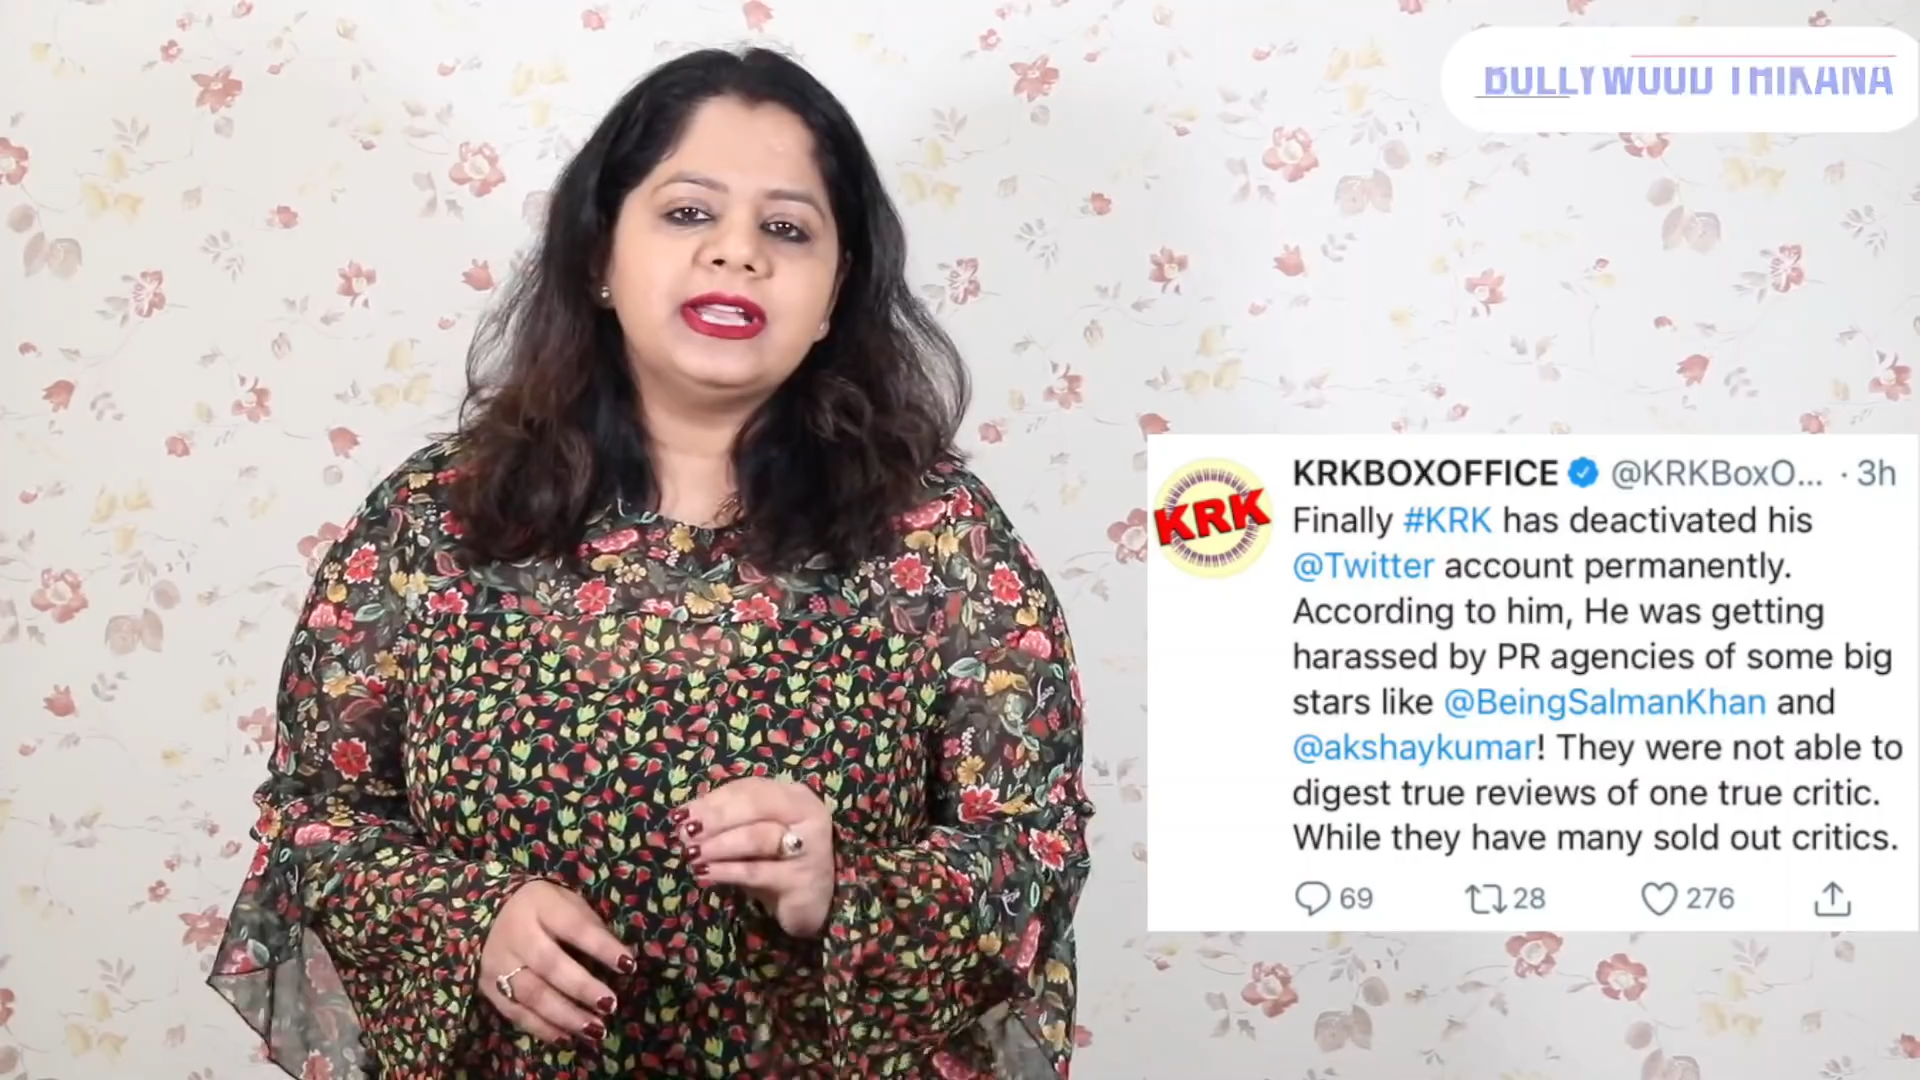 BOLLYWOOD THIKANA
KRKBOXOFFICE @KRKBoxO... · 3h
KRK
Finally #KRK has deactivated his
@Twitter account permanently.
According to him, He was getting
harassed by PR agencies of some big
stars like @BeingSalmanKhan and
@akshaykumar! They were not able to
digest true reviews of one true critic.
While they have many sold out critics.
69 28 276